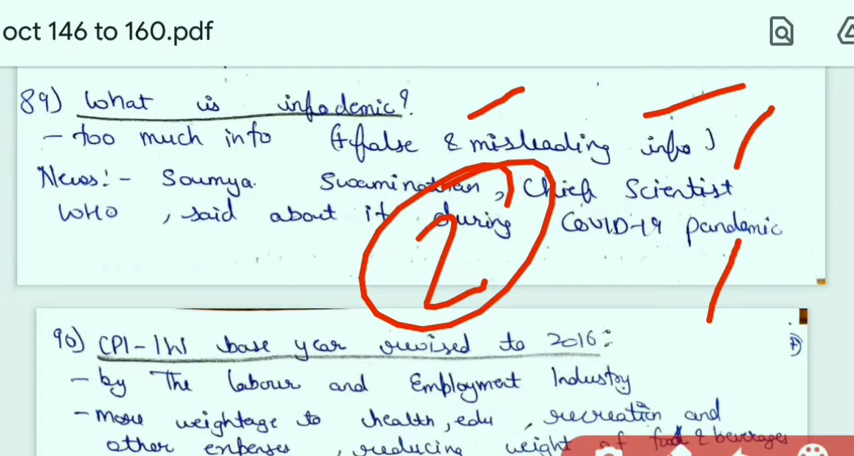 oct 146 to 160.pdf
89) What is infodemic?
- too much info (+ false & misleading info)
News:- Soumya Swaminathan, Chief Scientist
WHO, said about it during COVID-19 pandemic
2
90) CPI-IW base year revised to 2016:
- by The Labour and Employment Industry
- more weightage to health, edu, recreation and
other expenses, reducing weight of food & beverages